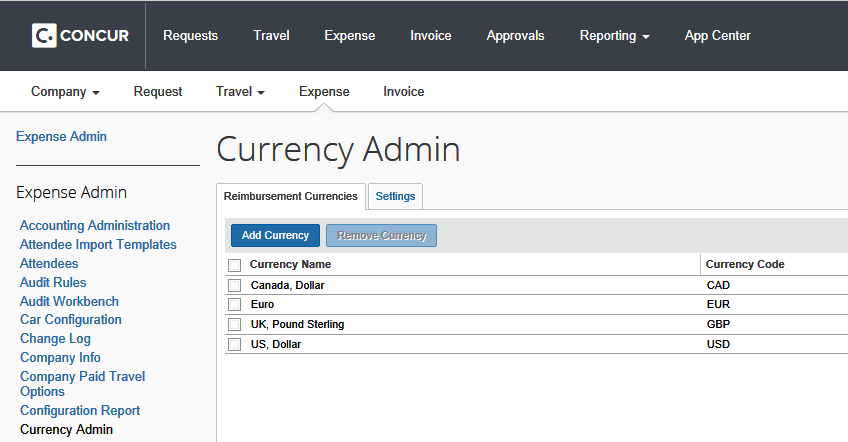 C. CONCUR Requests Travel Expense Invoice Approvals Reporting App Center
Company Request Travel Expense Invoice
Expense Admin
Currency Admin
Expense Admin
Reimbursement Currencies Settings
Accounting Administration
Attendee Import Templates
Attendees
Audit Rules
Audit Workbench
Car Configuration
Change Log
Company Info
Company Paid Travel
Options
Configuration Report
Currency Admin
Add Currency Remove Currency
Currency Name Currency Code
Canada, Dollar CAD
Euro EUR
UK, Pound Sterling GBP
US, Dollar USD